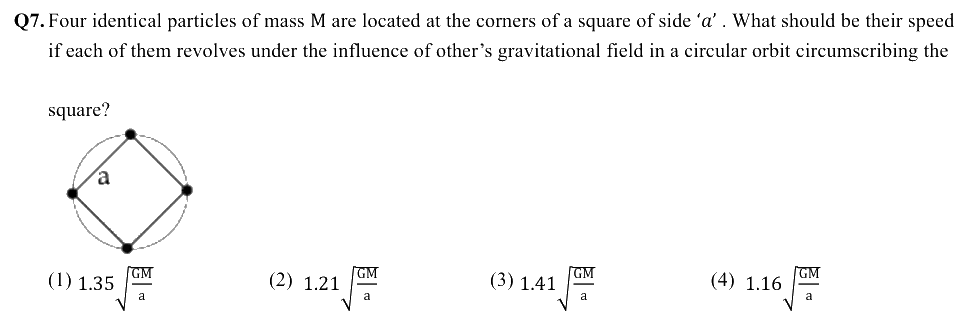 Q7. Four identical particles of mass M are located at the corners of a square of side ‘a’ . What should be their speed
if each of them revolves under the influence of other’s gravitational field in a circular orbit circumscribing the
square?
a
(1) 1.35 √(GM/a) (2) 1.21 √(GM/a) (3) 1.41 √(GM/a) (4) 1.16 √(GM/a)